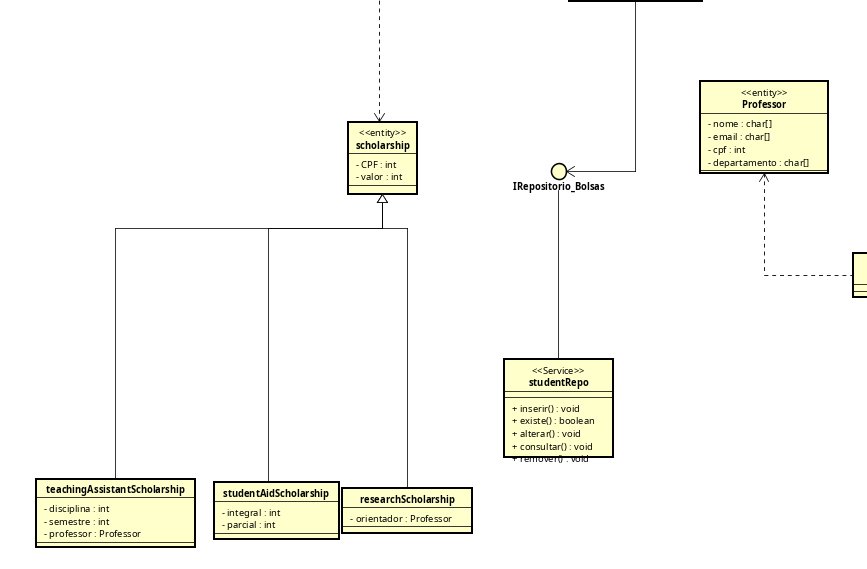 <<entity>>
Professor
- nome : char[]
- email : char[]
- cpf : int
- departamento : char[]
<<entity>>
scholarship
- CPF : int
- valor : int
IRepositorio_Bolsas
<<Service>>
studentRepo
+ inserir() : void
+ existe() : boolean
+ alterar() : void
+ consultar() : void
+ remover() : void
teachingAssistantScholarship
- disciplina : int
- semestre : int
- professor : Professor
studentAidScholarship
- integral : int
- parcial : int
researchScholarship
- orientador : Professor